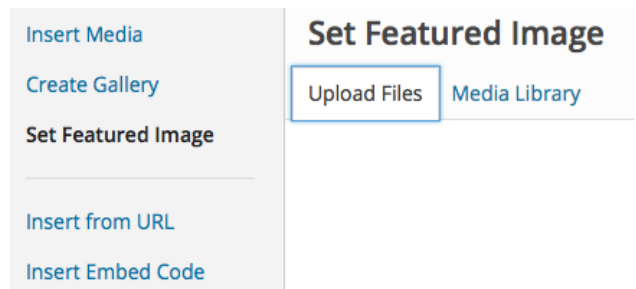 Insert Media
Create Gallery
Set Featured Image
Insert from URL
Insert Embed Code
Set Featured Image
Upload Files
Media Library